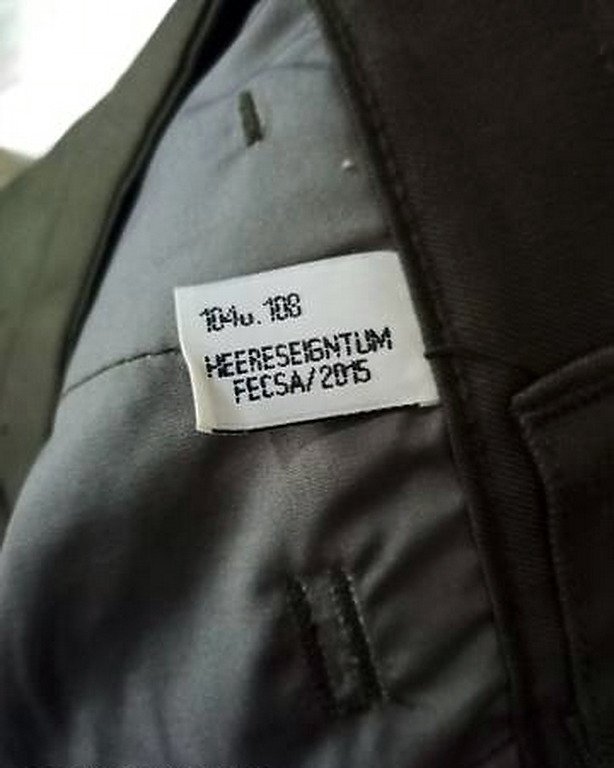 104u. 108
HEERESEIGNTUM
FECSA/2015